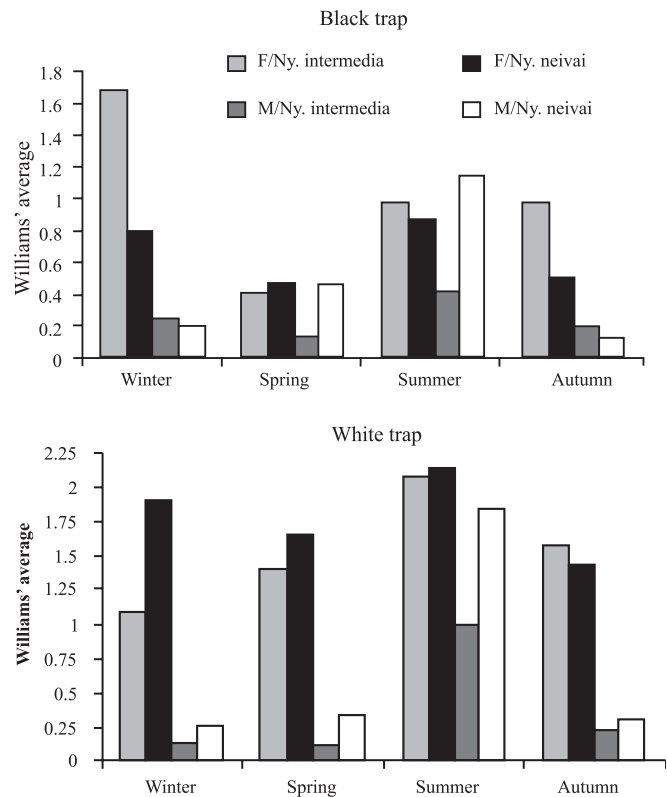 Black trap
F/Ny. intermedia F/Ny. neivai
M/Ny. intermedia M/Ny. neivai
Williams’ average
1.8
1.6
1.4
1.2
1
0.8
0.6
0.4
0.2
0
Winter Spring Summer Autumn
White trap
Williams’ average
2.25
2
1.75
1.5
1.25
1
0.75
0.5
0.25
0
Winter Spring Summer Autumn